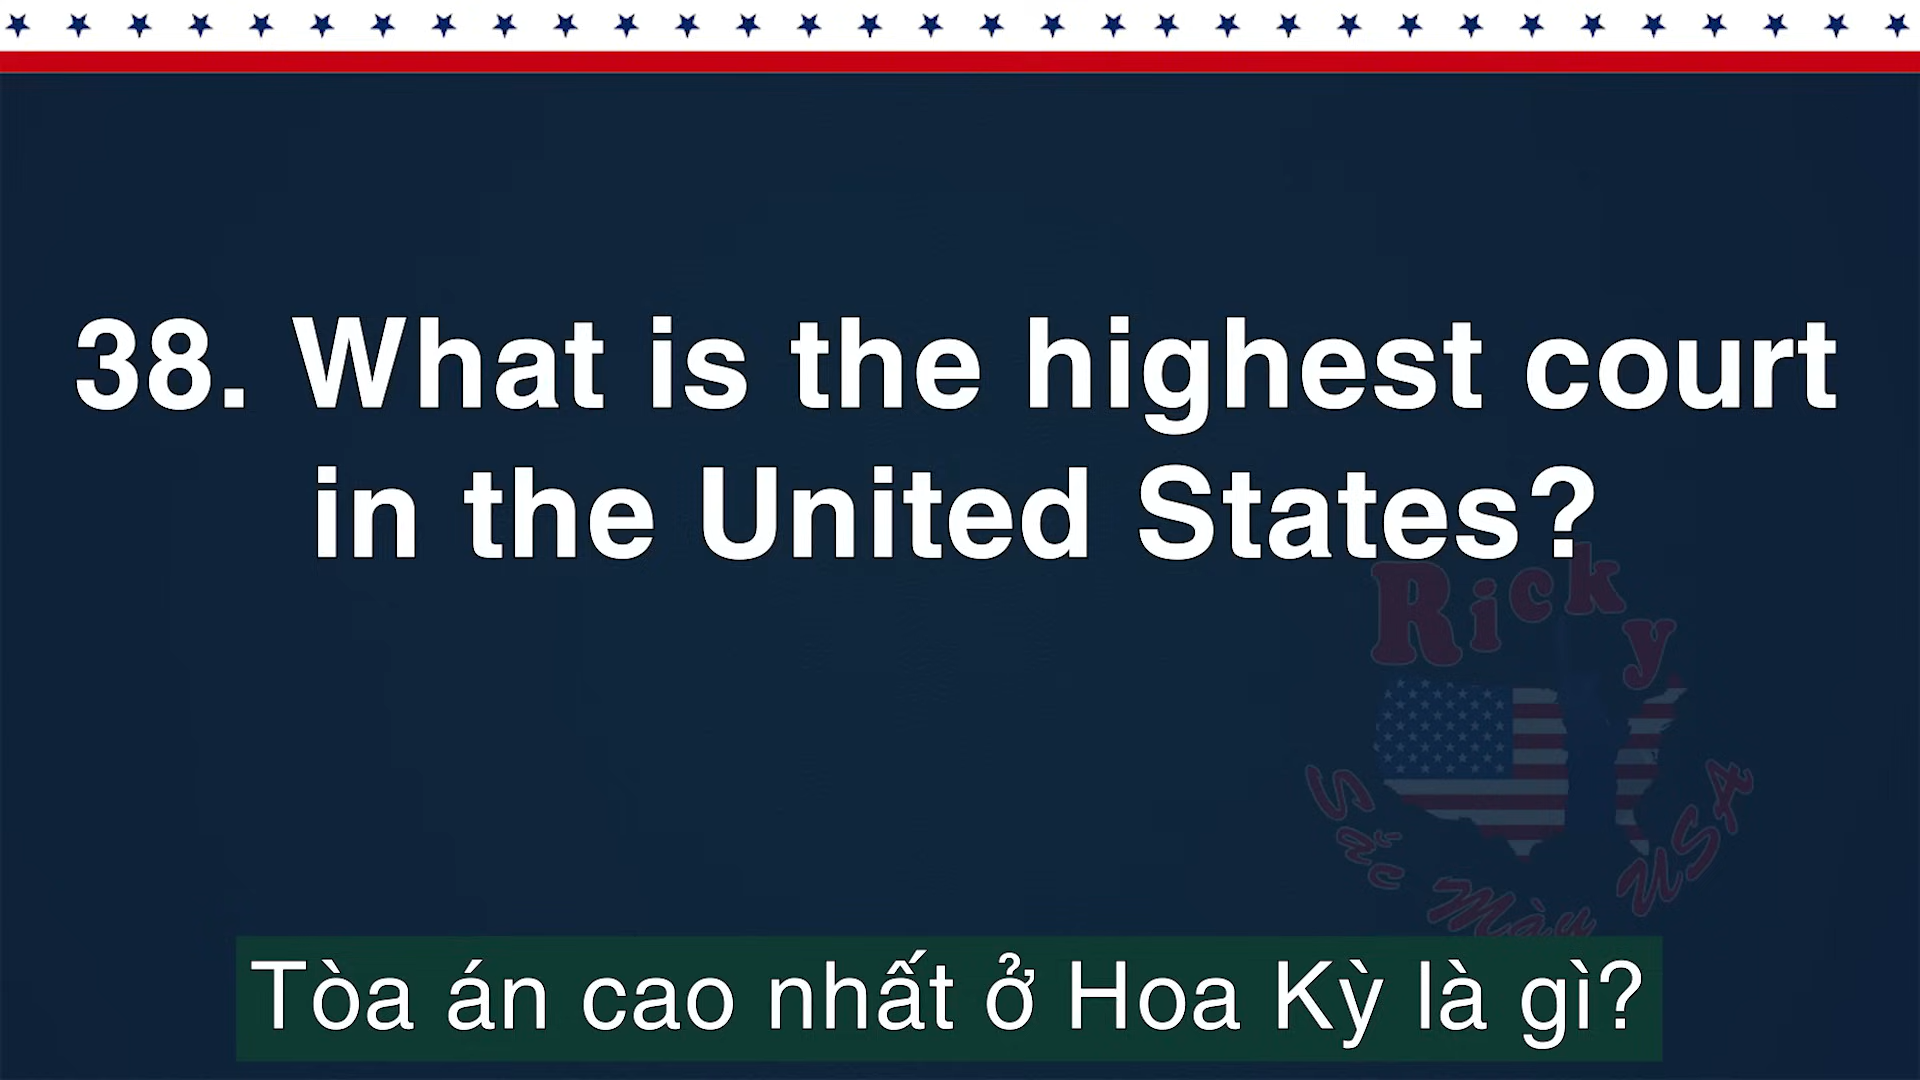 38. What is the highest court
in the United States?
Ricky
Sắc Màu USA
Tòa án cao nhất ở Hoa Kỳ là gì?